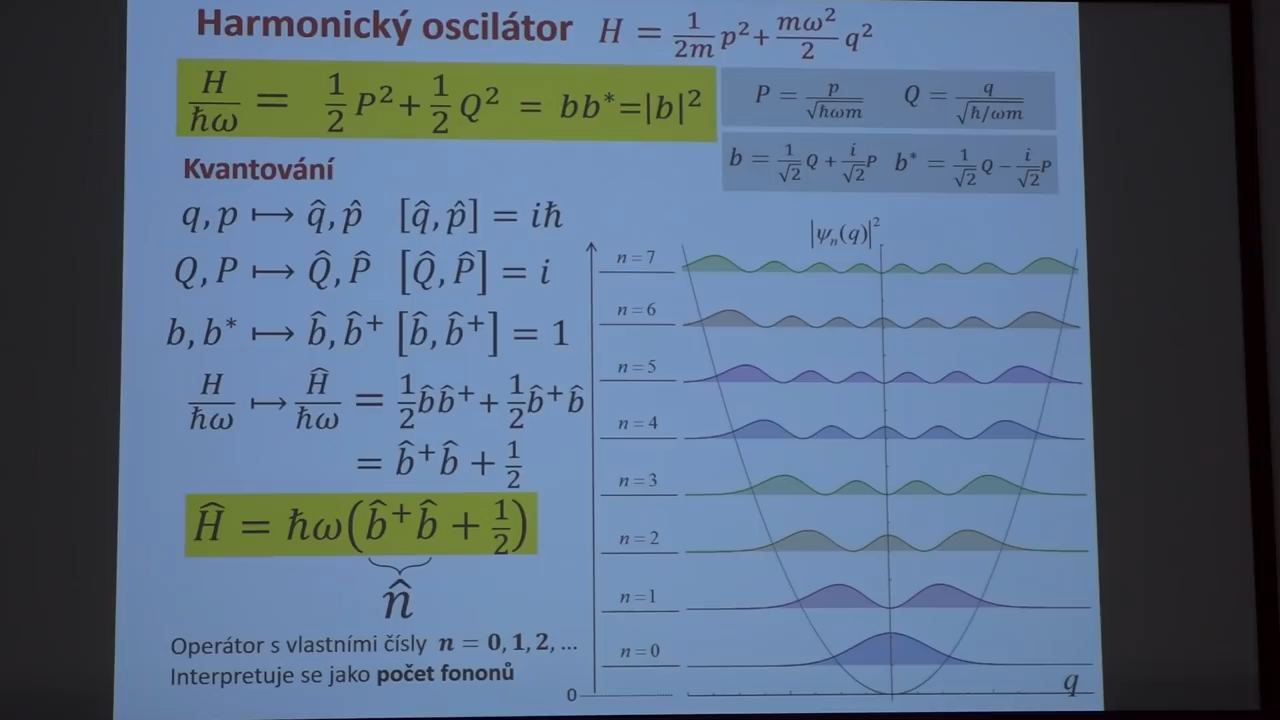 Harmonický oscilátor H = 1/2m p² + mω²/2 q²
H/ħω = 1/2 P² + 1/2 Q² = bb* = |b|²
P = p/√ħωm Q = q/√ħ/ωm
b = 1/√2 Q + i/√2 P b* = 1/√2 Q − i/√2 P
Kvantování
q, p ↦ q̂, p̂ [q̂, p̂] = iħ
Q, P ↦ Q̂, P̂ [Q̂, P̂] = i
b, b* ↦ b̂, b̂⁺ [b̂, b̂⁺] = 1
H/ħω ↦ Ĥ/ħω = 1/2 b̂b̂⁺ + 1/2 b̂⁺b̂
= b̂⁺b̂ + 1/2
Ĥ = ħω(b̂⁺b̂ + 1/2)
n̂
Operátor s vlastními čísly n = 0, 1, 2, ...
Interpretuje se jako počet fononů
|ψₙ(q)|²
n = 7
n = 6
n = 5
n = 4
n = 3
n = 2
n = 1
n = 0
0
q